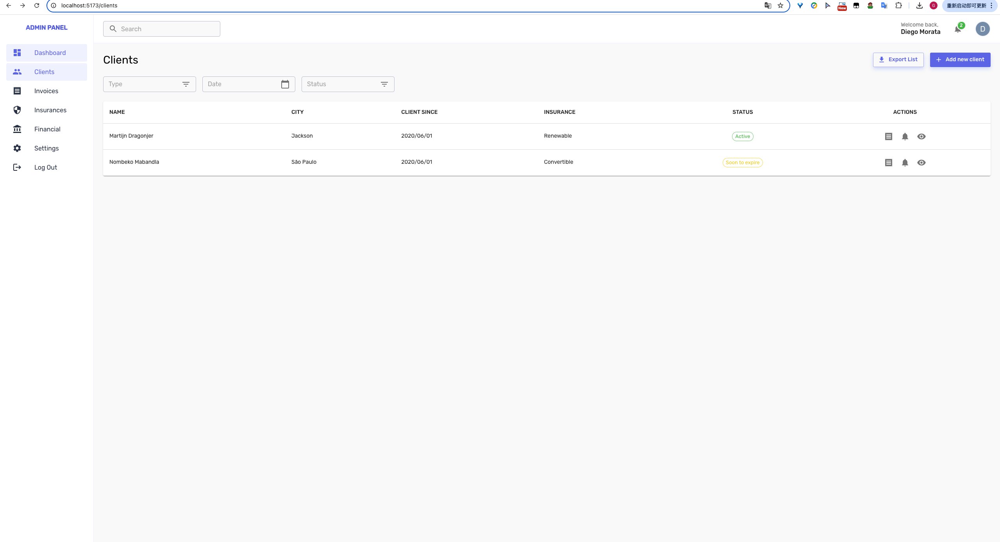 localhost:5173/clients
New
G
重新启动即可更新
ADMIN PANEL
Search
Welcome back,
Diego Morata
2
D
Dashboard
Clients
Invoices
Insurances
Financial
Settings
Log Out
Clients
Export List
Add new client
Type
Date
Status
NAME CITY CLIENT SINCE INSURANCE STATUS ACTIONS
Martijn Dragonjer Jackson 2020/06/01 Renewable Active
Nombeko Mabandla São Paulo 2020/06/01 Convertible Soon to expire